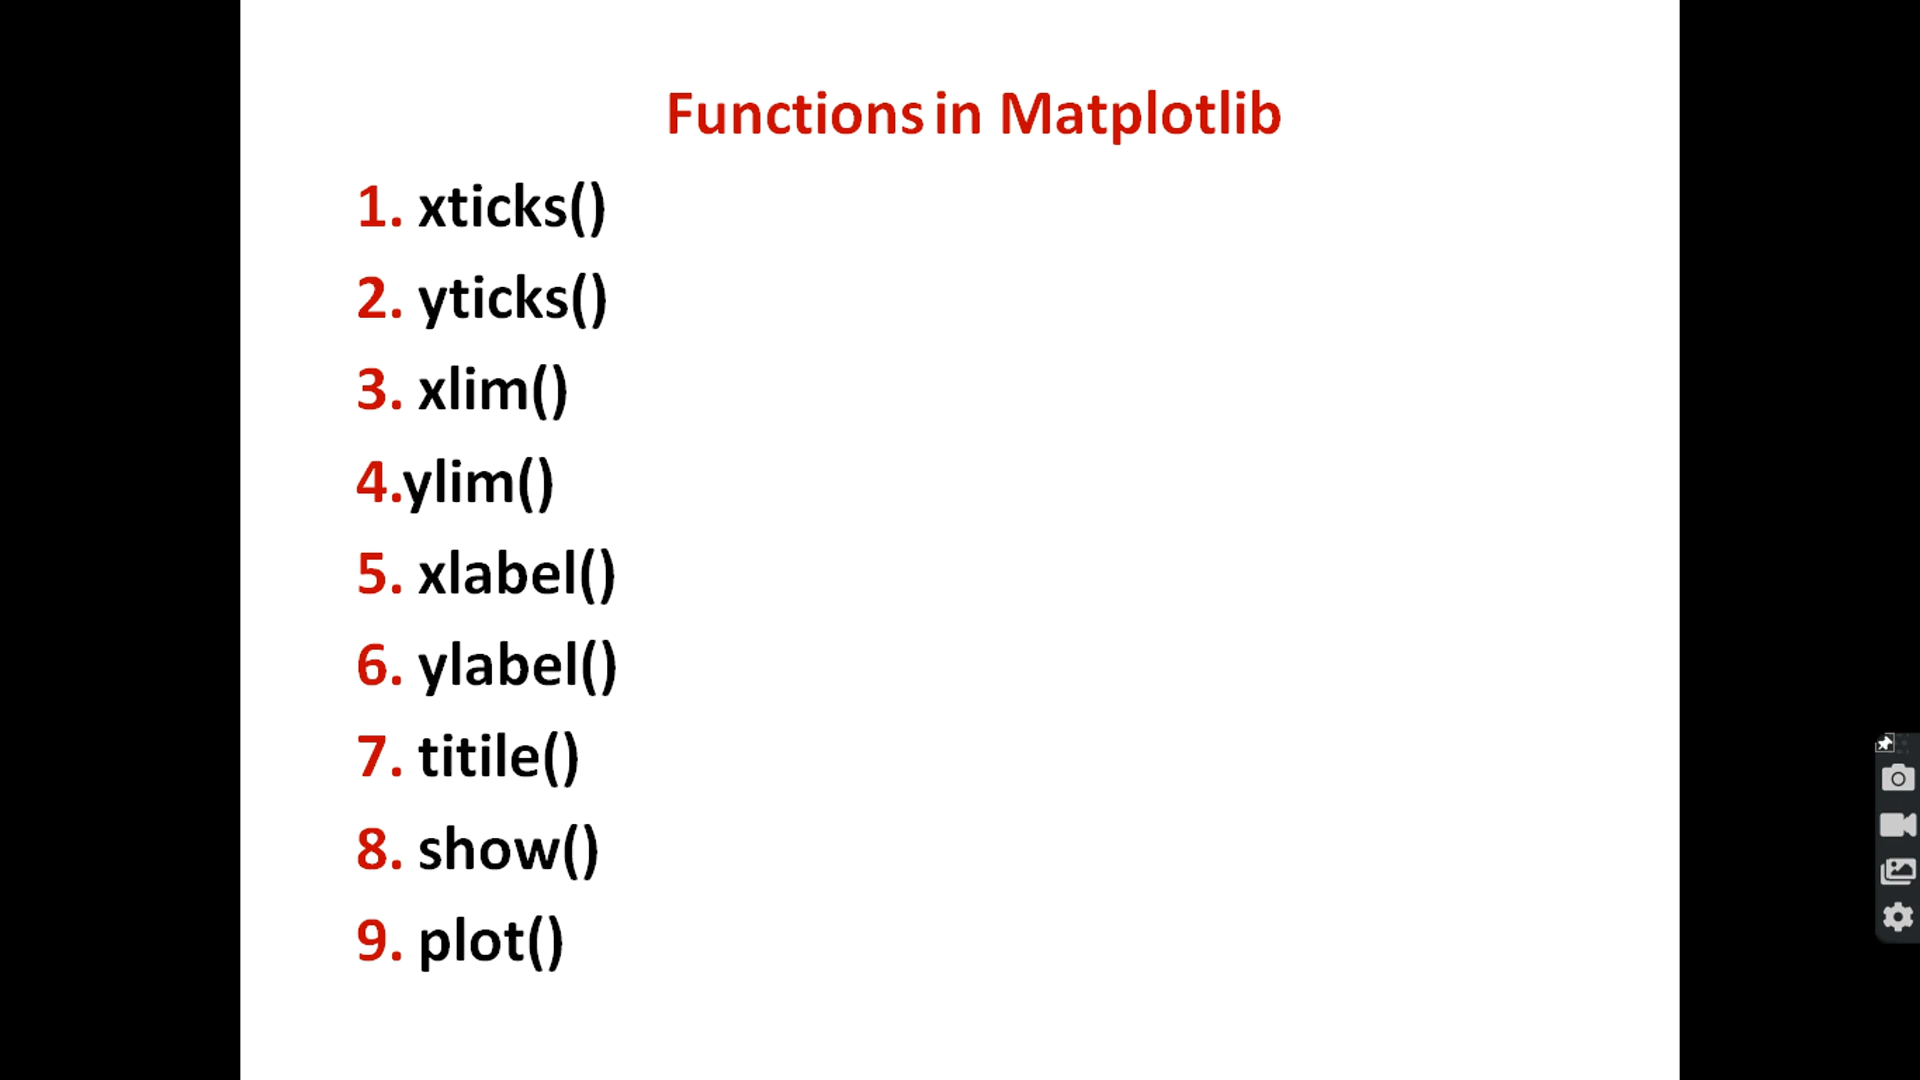 Functions in Matplotlib
1. xticks()
2. yticks()
3. xlim()
4.ylim()
5. xlabel()
6. ylabel()
7. titile()
8. show()
9. plot()